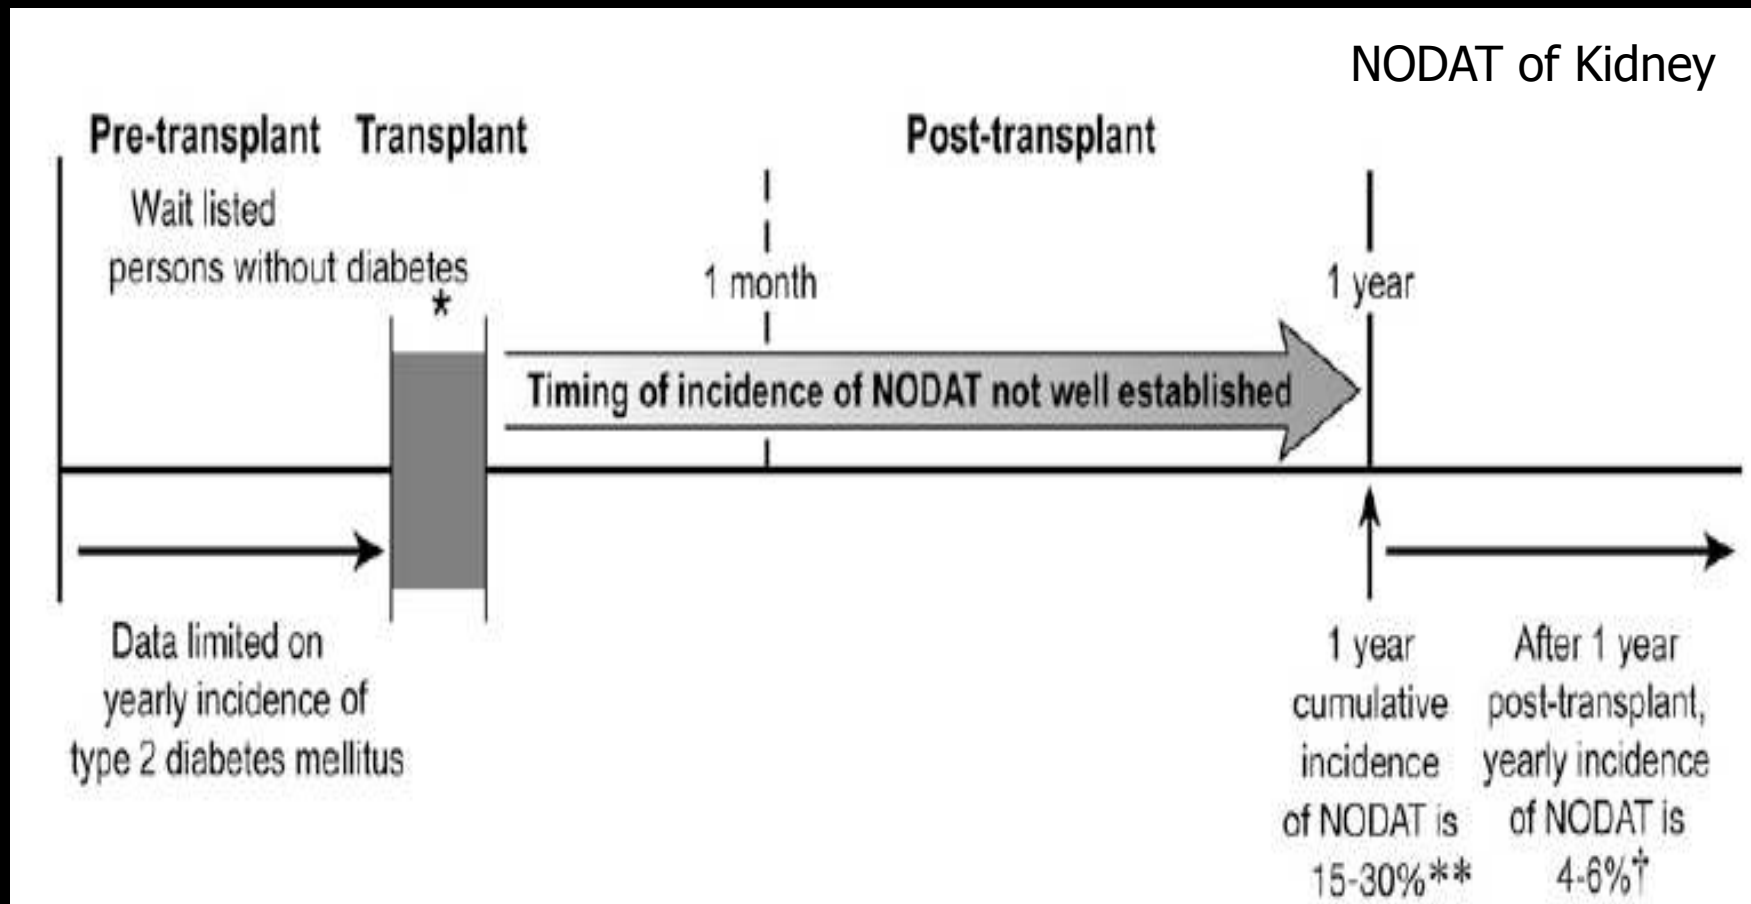 NODAT of Kidney
Pre-transplant
Transplant
Post-transplant
Wait listed
persons without diabetes
*
1 month
1 year
Timing of incidence of NODAT not well established
Data limited on
yearly incidence of
type 2 diabetes mellitus
1 year
cumulative
incidence
of NODAT is
15-30%**
After 1 year
post-transplant,
yearly incidence
of NODAT is
4-6%†